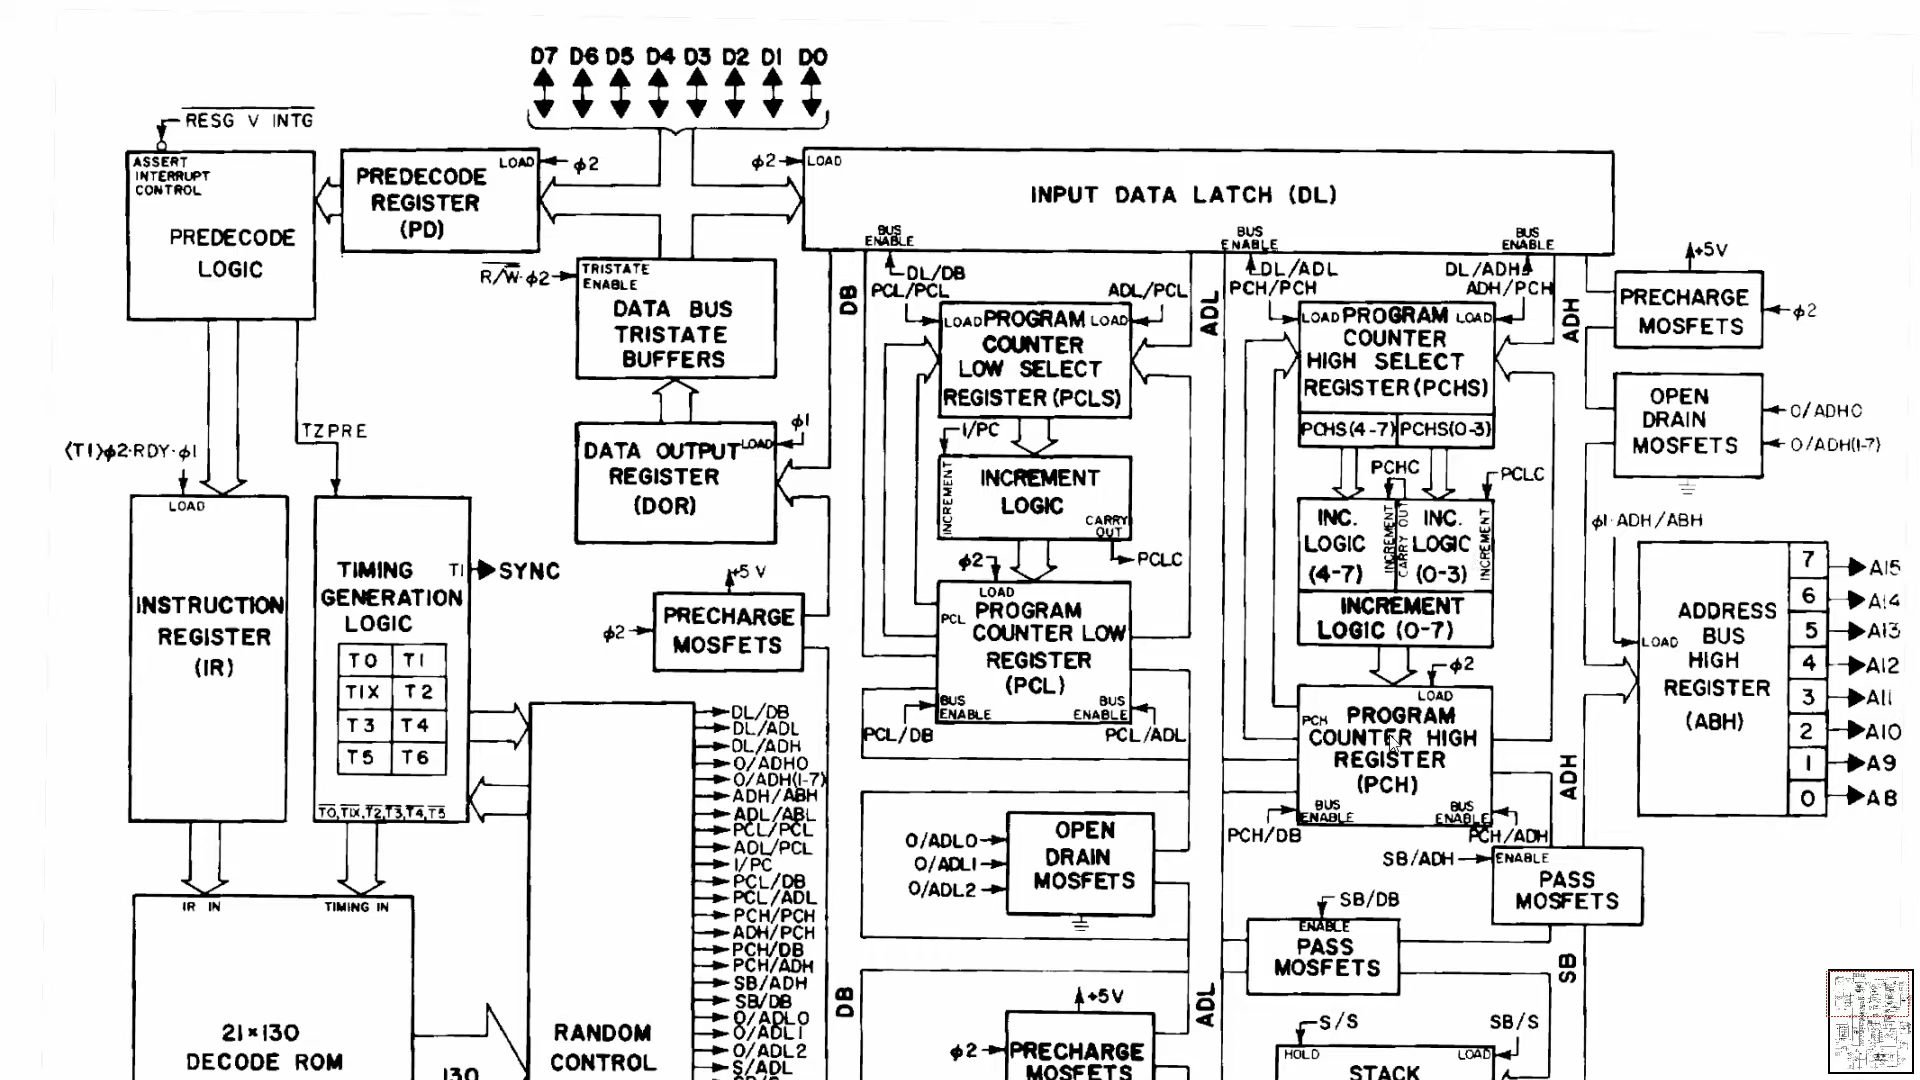 D7 D6 D5 D4 D3 D2 D1 D0
RESG V INTG
ASSERT
INTERRUPT
CONTROL
PREDECODE
LOGIC
LOAD
ϕ2
PREDECODE
REGISTER
(PD)
ϕ2
LOAD
INPUT DATA LATCH (DL)
BUS
ENABLE
BUS
ENABLE
BUS
ENABLE
R/W·ϕ2
TRISTATE
ENABLE
DATA BUS
TRISTATE
BUFFERS
DB
DL/DB
PCL/PCL
ADL/PCL
ADL
DL/ADL
PCH/PCH
DL/ADH
ADH/PCH
ADH
+5V
PRECHARGE
MOSFETS
ϕ2
LOAD PROGRAM LOAD
COUNTER
LOW SELECT
REGISTER (PCLS)
LOAD PROGRAM LOAD
COUNTER
HIGH SELECT
REGISTER (PCHS)
PCHS(4-7) PCHS(0-3)
OPEN
DRAIN
MOSFETS
O/ADH0
O/ADH(1-7)
TZPRE
(T1)ϕ2·RDY·ϕ1
ϕ1
DATA OUTPUT LOAD
REGISTER
(DOR)
I/PC
INCREMENT
INCREMENT
LOGIC
CARRY
OUT
PCLC
PCHC
PCLC
INC.
LOGIC
(4-7)
INCREMENT
CARRY OUT
INC.
LOGIC
(0-3)
INCREMENT
INCREMENT
LOGIC (0-7)
ϕ1·ADH/ABH
LOAD
INSTRUCTION
REGISTER
(IR)
TIMING
GENERATION
LOGIC
T1
SYNC
T0 T1
T1X T2
T3 T4
T5 T6
T0,T1X,T2,T3,T4,T5
+5V
PRECHARGE
MOSFETS
ϕ2
ϕ2
LOAD
PCL
PROGRAM
COUNTER LOW
REGISTER
(PCL)
BUS
ENABLE
BUS
ENABLE
PCL/DB
PCL/ADL
ϕ2
LOAD
PCH
PROGRAM
COUNTER HIGH
REGISTER
(PCH)
BUS
ENABLE
BUS
ENABLE
PCH/DB
PCH/ADH
LOAD
ADDRESS
BUS
HIGH
REGISTER
(ABH)
7 A15
6 A14
5 A13
4 A12
3 A11
2 A10
1 A9
0 A8
ADH
DL/DB
DL/ADL
DL/ADH
O/ADH0
O/ADH(1-7)
ADH/ABH
ADL/ABL
PCL/PCL
ADL/PCL
I/PC
PCL/DB
PCL/ADL
PCH/PCH
ADH/PCH
PCH/DB
PCH/ADH
SB/ADH
SB/DB
O/ADL0
O/ADL1
O/ADL2
S/ADL
O/ADL0
O/ADL1
O/ADL2
OPEN
DRAIN
MOSFETS
SB/ADH
ENABLE
PASS
MOSFETS
SB/DB
ENABLE
PASS
MOSFETS
SB
IR IN
TIMING IN
21×130
DECODE ROM
130
RANDOM
CONTROL
DB
ADL
+5V
ϕ2
PRECHARGE
MOSFETS
S/S
SB/S
HOLD
LOAD
STACK